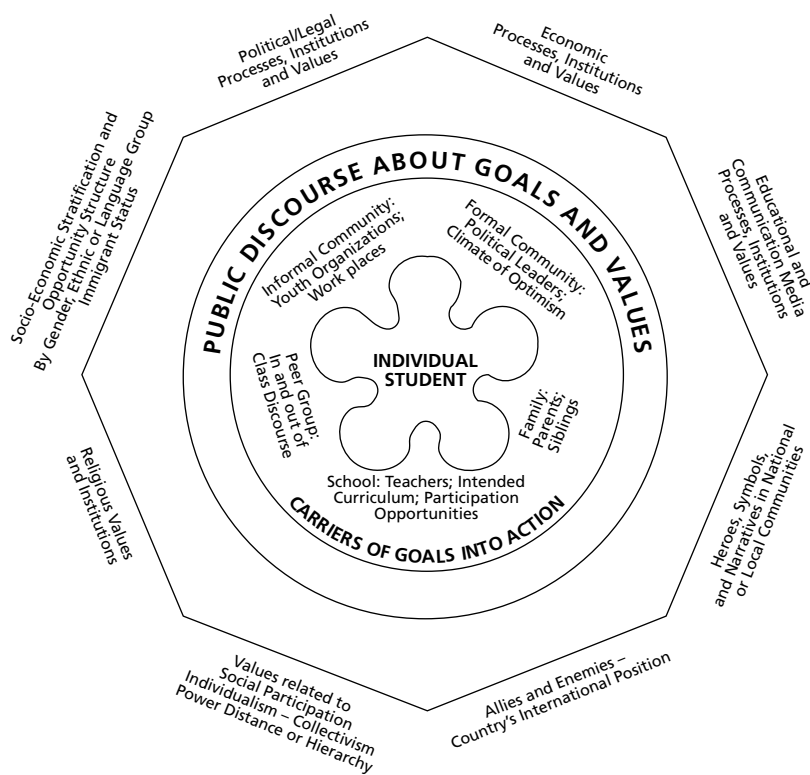 Political/Legal
Processes, Institutions
and Values
Economic
Processes, Institutions
and Values
Educational and
Communication Media
Processes, Institutions
and Values
Heroes, Symbols,
and Narratives in National
or Local Communities
Allies and Enemies –
Country's International Position
Values related to
Social Participation
Individualism – Collectivism
Power Distance or Hierarchy
Religious Values
and Institutions
Socio-Economic Stratification and
Opportunity Structure
By Gender, Ethnic or Language Group
Immigrant Status
PUBLIC DISCOURSE ABOUT GOALS AND VALUES
Informal Community:
Youth Organizations;
Work places
Formal Community:
Political Leaders;
Climate of Optimism
Peer Group:
In and out of
Class Discourse
INDIVIDUAL
STUDENT
Family:
Parents;
Siblings
School: Teachers; Intended
Curriculum; Participation
Opportunities
CARRIERS OF GOALS INTO ACTION